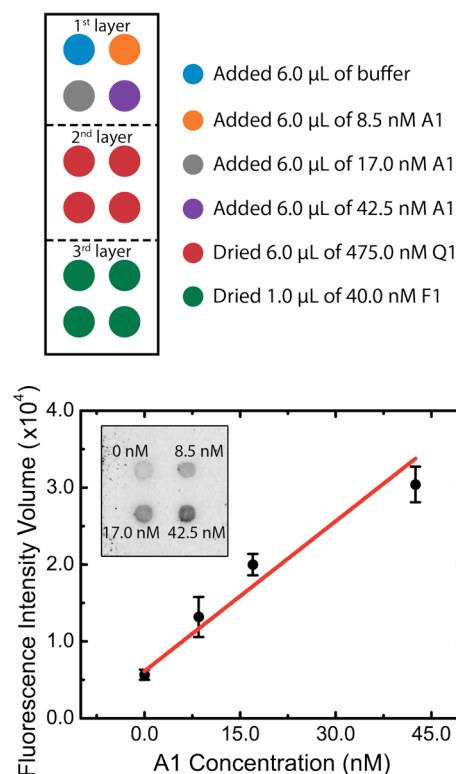 1st layer
2nd layer
3rd layer
Added 6.0 µL of buffer
Added 6.0 µL of 8.5 nM A1
Added 6.0 µL of 17.0 nM A1
Added 6.0 µL of 42.5 nM A1
Dried 6.0 µL of 475.0 nM Q1
Dried 1.0 µL of 40.0 nM F1
Fluorescence Intensity Volume (x10⁴)
4.0
3.0
2.0
1.0
0.0
0 nM 8.5 nM
17.0 nM 42.5 nM
0.0 15.0 30.0 45.0
A1 Concentration (nM)